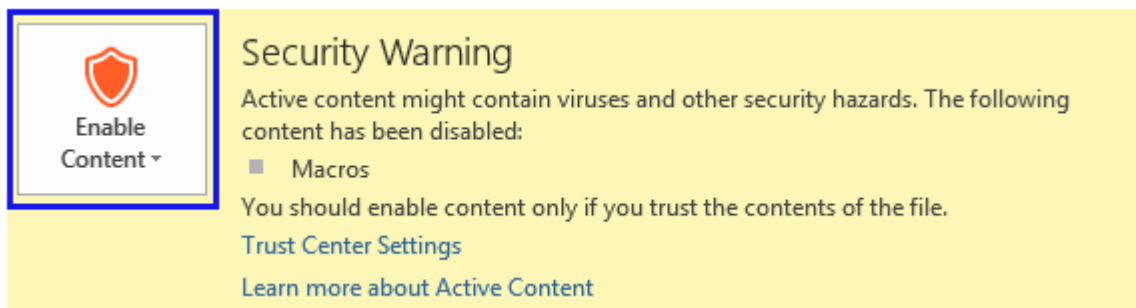 Enable
Content
Security Warning
Active content might contain viruses and other security hazards. The following
content has been disabled:
Macros
You should enable content only if you trust the contents of the file.
Trust Center Settings
Learn more about Active Content